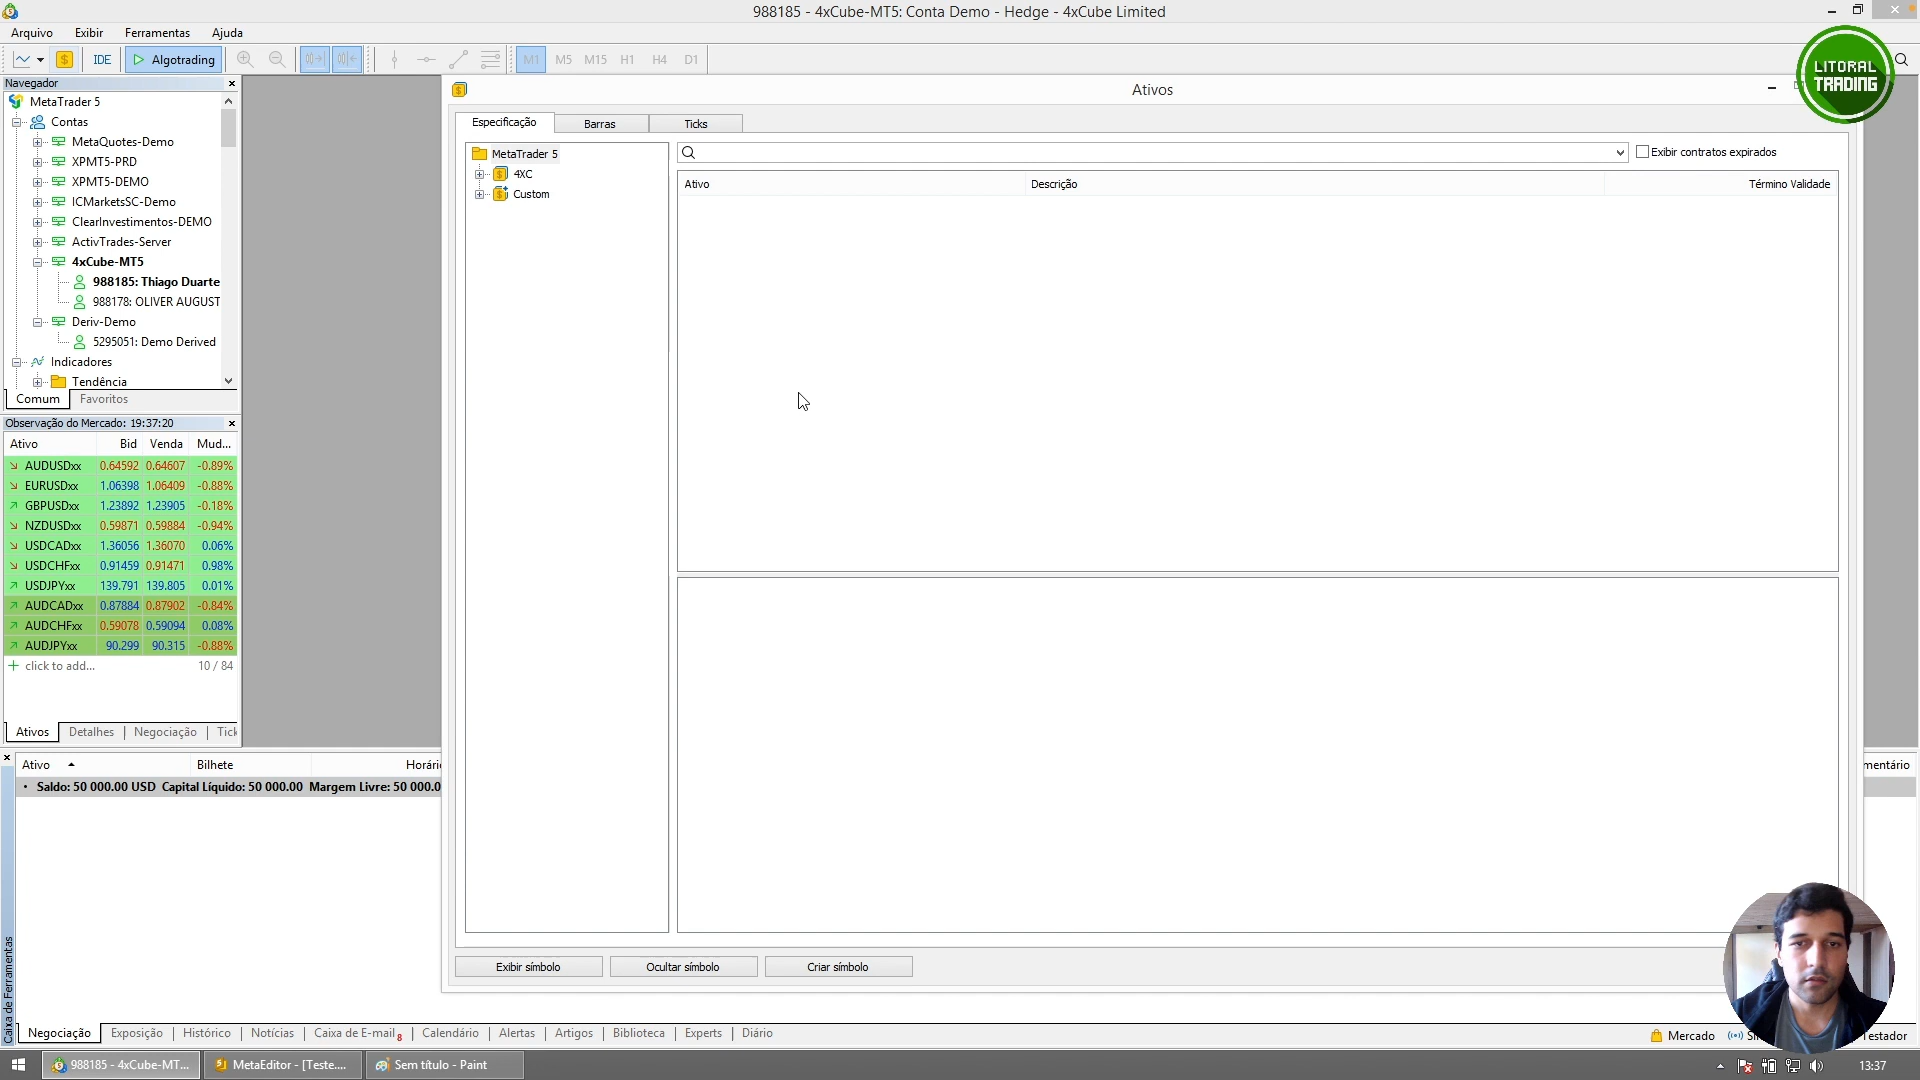 988185 - 4xCube-MT5: Conta Demo - Hedge - 4xCube Limited
Arquivo Exibir Ferramentas Ajuda
IDE Algotrading M1 M5 M15 H1 H4 D1
LITORAL
TRADING
Navegador
MetaTrader 5
Contas
MetaQuotes-Demo
XPMT5-PRD
XPMT5-DEMO
ICMarketsSC-Demo
ClearInvestimentos-DEMO
ActivTrades-Server
4xCube-MT5
988185: Thiago Duarte
988178: OLIVER AUGUST
Deriv-Demo
5295051: Demo Derived
Indicadores
Tendência
Comum Favoritos
Observação do Mercado: 19:37:20
Ativo Bid Venda Mud...
AUDUSDxx 0.64592 0.64607 -0.89%
EURUSDxx 1.06398 1.06409 -0.88%
GBPUSDxx 1.23892 1.23905 -0.18%
NZDUSDxx 0.59871 0.59884 -0.94%
USDCADxx 1.36056 1.36070 0.06%
USDCHFxx 0.91459 0.91471 0.98%
USDJPYxx 139.791 139.805 0.01%
AUDCADxx 0.87884 0.87902 -0.84%
AUDCHFxx 0.59078 0.59094 0.08%
AUDJPYxx 90.299 90.315 -0.88%
click to add... 10 / 84
Ativos Detalhes Negociação Tick
Ativos
Especificação Barras Ticks
MetaTrader 5
4XC
Custom
Exibir contratos expirados
Ativo Descrição Término Validade
Exibir símbolo Ocultar símbolo Criar símbolo
Ativo Bilhete Horári
mentário
Saldo: 50 000.00 USD Capital Líquido: 50 000.00 Margem Livre: 50 000.0
Caixa de Ferramentas
Negociação Exposição Histórico Notícias Caixa de E-mail 8 Calendário Alertas Artigos Biblioteca Experts Diário
Mercado Testador
988185 - 4xCube-MT... MetaEditor - [Teste.... Sem título - Paint 13:37